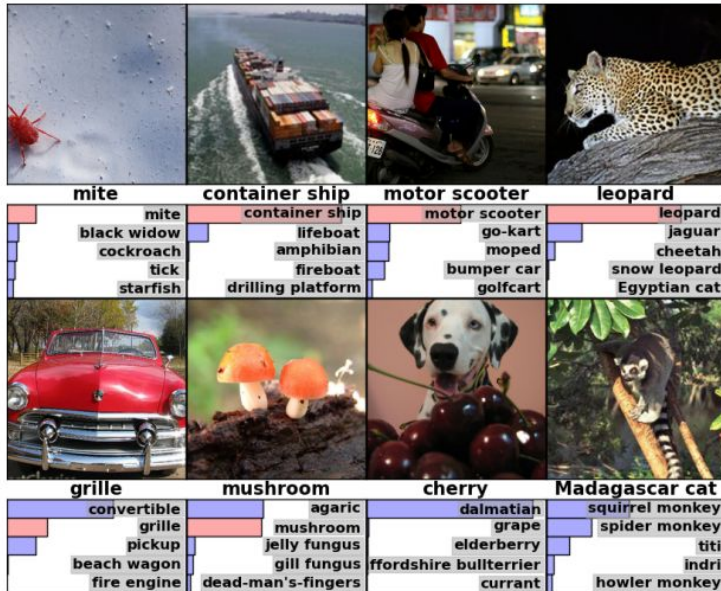 mite
container ship
motor scooter
leopard
mite
black widow
cockroach
tick
starfish
container ship
lifeboat
amphibian
fireboat
drilling platform
motor scooter
go-kart
moped
bumper car
golfcart
leopard
jaguar
cheetah
snow leopard
Egyptian cat
grille
mushroom
cherry
Madagascar cat
convertible
grille
pickup
beach wagon
fire engine
agaric
mushroom
jelly fungus
gill fungus
dead-man's-fingers
dalmatian
grape
elderberry
ffordshire bullterrier
currant
squirrel monkey
spider monkey
titi
indri
howler monkey